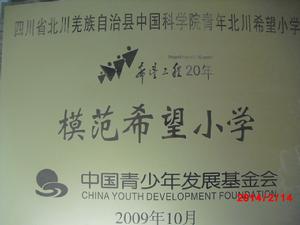 四川省北川羌族自治县中国科学院青年北川希望小学
希望工程20年
模范希望小学
中国青少年发展基金会
CHINA YOUTH DEVELOPMENT FOUNDATION
2014/2/14
2009年10月